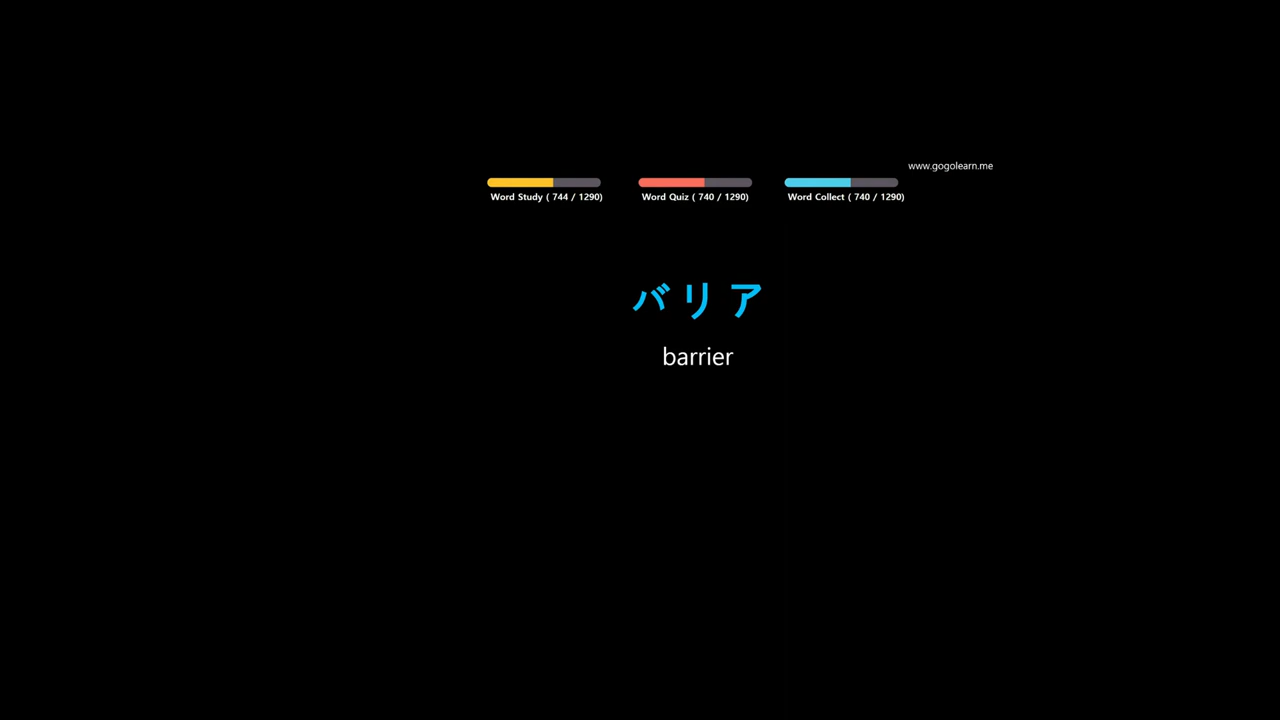 www.gogolearn.me
Word Study ( 744 / 1290)
Word Quiz ( 740 / 1290)
Word Collect ( 740 / 1290)
バリア
barrier